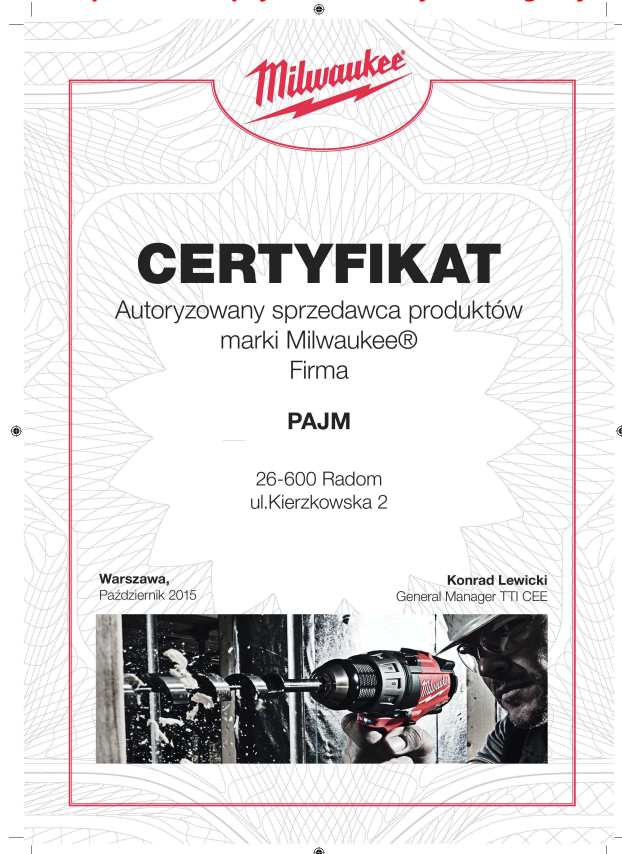 Milwaukee®
CERTYFIKAT
Autoryzowany sprzedawca produktów
marki Milwaukee®
Firma
PAJM
26-600 Radom
ul.Kierzkowska 2
Warszawa,
Październik 2015
Konrad Lewicki
General Manager TTI CEE
Milwaukee